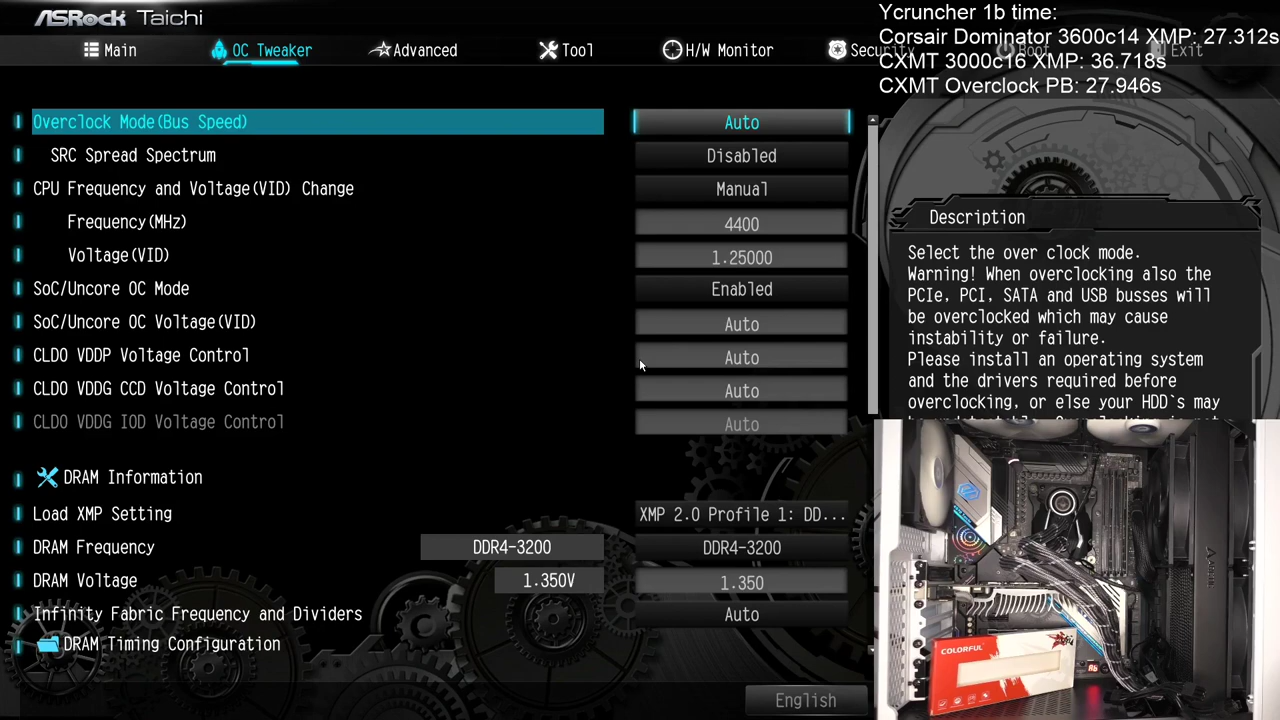 ASRock Taichi
Main OC Tweaker Advanced Tool H/W Monitor Security Boot Exit
Ycruncher 1b time:
Corsair Dominator 3600c14 XMP: 27.312s
CXMT 3000c16 XMP: 36.718s
CXMT Overclock PB: 27.946s
Overclock Mode(Bus Speed) Auto
SRC Spread Spectrum Disabled
CPU Frequency and Voltage(VID) Change Manual
Frequency(MHz) 4400
Voltage(VID) 1.25000
SoC/Uncore OC Mode Enabled
SoC/Uncore OC Voltage(VID) Auto
CLDO VDDP Voltage Control Auto
CLDO VDDG CCD Voltage Control Auto
CLDO VDDG IOD Voltage Control Auto
DRAM Information
Load XMP Setting XMP 2.0 Profile 1: DD...
DRAM Frequency DDR4-3200 DDR4-3200
DRAM Voltage 1.350V 1.350
Infinity Fabric Frequency and Dividers Auto
DRAM Timing Configuration
English
Description
Select the over clock mode.
Warning! When overclocking also the
PCIe, PCI, SATA and USB busses will
be overclocked which may cause
instability or failure.
Please install an operating system
and the drivers required before
overclocking, or else your HDD`s may
COLORFUL